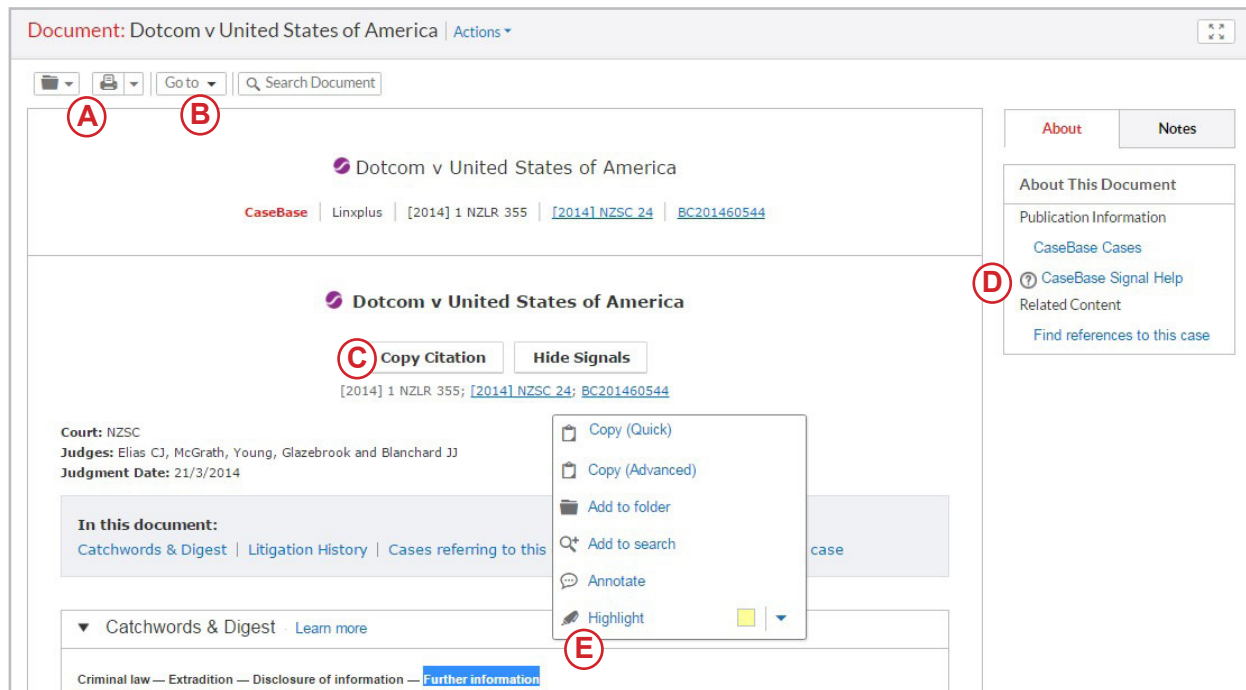 Document: Dotcom v United States of America | Actions
Go to
Search Document
A
B
About
Notes
Dotcom v United States of America
CaseBase | Linxplus | [2014] 1 NZLR 355 | [2014] NZSC 24 | BC201460544
About This Document
Publication Information
CaseBase Cases
D
? CaseBase Signal Help
Related Content
Find references to this case
Dotcom v United States of America
C
Copy Citation
Hide Signals
[2014] 1 NZLR 355; [2014] NZSC 24; BC201460544
Court: NZSC
Judges: Elias CJ, McGrath, Young, Glazebrook and Blanchard JJ
Judgment Date: 21/3/2014
Copy (Quick)
Copy (Advanced)
Add to folder
Add to search
Annotate
Highlight
E
In this document:
Catchwords & Digest | Litigation History | Cases referring to this case
Catchwords & Digest Learn more
Criminal law — Extradition — Disclosure of information — Further information